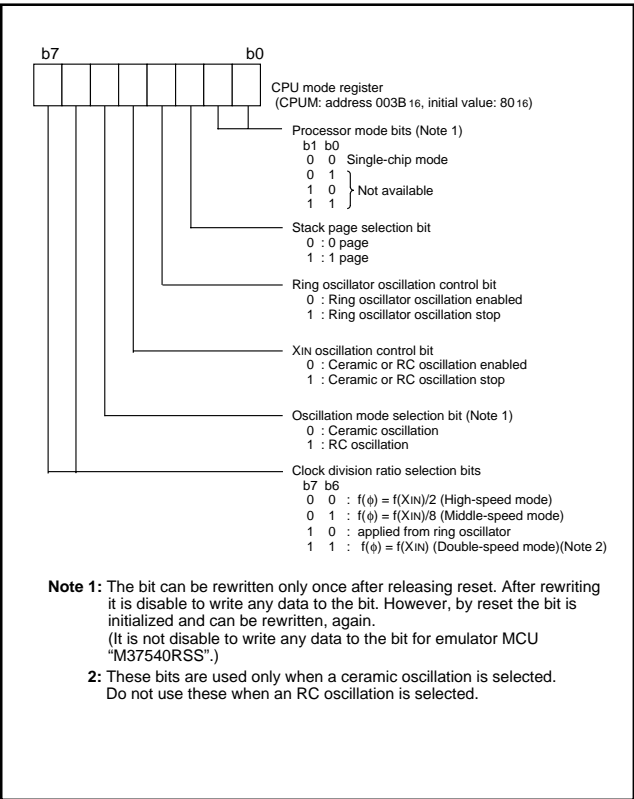 b7 b0
CPU mode register
(CPUM: address 003B16, initial value: 8016)
Processor mode bits (Note 1)
b1 b0
0 0 Single-chip mode
0 1
1 0 Not available
1 1
Stack page selection bit
0 : 0 page
1 : 1 page
Ring oscillator oscillation control bit
0 : Ring oscillator oscillation enabled
1 : Ring oscillator oscillation stop
XIN oscillation control bit
0 : Ceramic or RC oscillation enabled
1 : Ceramic or RC oscillation stop
Oscillation mode selection bit (Note 1)
0 : Ceramic oscillation
1 : RC oscillation
Clock division ratio selection bits
b7 b6
0 0 : f(φ) = f(XIN)/2 (High-speed mode)
0 1 : f(φ) = f(XIN)/8 (Middle-speed mode)
1 0 : applied from ring oscillator
1 1 : f(φ) = f(XIN) (Double-speed mode)(Note 2)
Note 1: The bit can be rewritten only once after releasing reset. After rewriting
it is disable to write any data to the bit. However, by reset the bit is
initialized and can be rewritten, again.
(It is not disable to write any data to the bit for emulator MCU
“M37540RSS”.)
2: These bits are used only when a ceramic oscillation is selected.
Do not use these when an RC oscillation is selected.